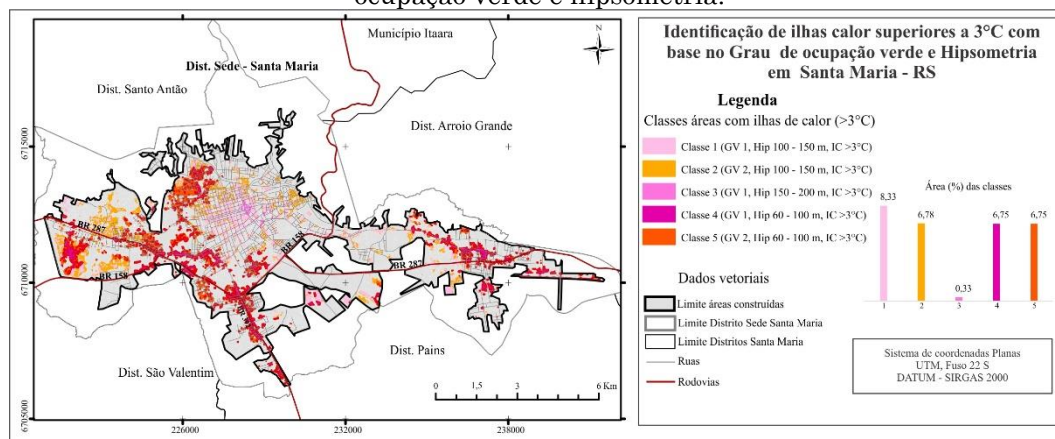 ocupação verde e hipsometria.
Município Itaara
Dist. Sede - Santa Maria
Dist. Santo Antão
Dist. Arroio Grande
BR 287
BR 158
BR 158
BR 287
Dist. Pains
Dist. São Valentim
0 1,5 3 6 Km
6715000
6710000
6705000
226000 232000 238000
Identificação de ilhas calor superiores a 3°C com
base no Grau de ocupação verde e Hipsometria
em Santa Maria - RS
Legenda
Classes áreas com ilhas de calor (>3°C)
Classe 1 (GV 1, Hip 100 - 150 m, IC >3°C)
Classe 2 (GV 2, Hip 100 - 150 m, IC >3°C)
Classe 3 (GV 1, Hip 150 - 200 m, IC >3°C)
Classe 4 (GV 1, Hip 60 - 100 m, IC >3°C)
Classe 5 (GV 2, Hip 60 - 100 m, IC >3°C)
Área (%) das classes
8,33
6,78
0,33
6,75
6,75
1 2 3 4 5
Dados vetoriais
Limite áreas construídas
Limite Distrito Sede Santa Maria
Limite Distritos Santa Maria
Ruas
Rodovias
Sistema de coordenadas Planas
UTM, Fuso 22 S
DATUM - SIRGAS 2000